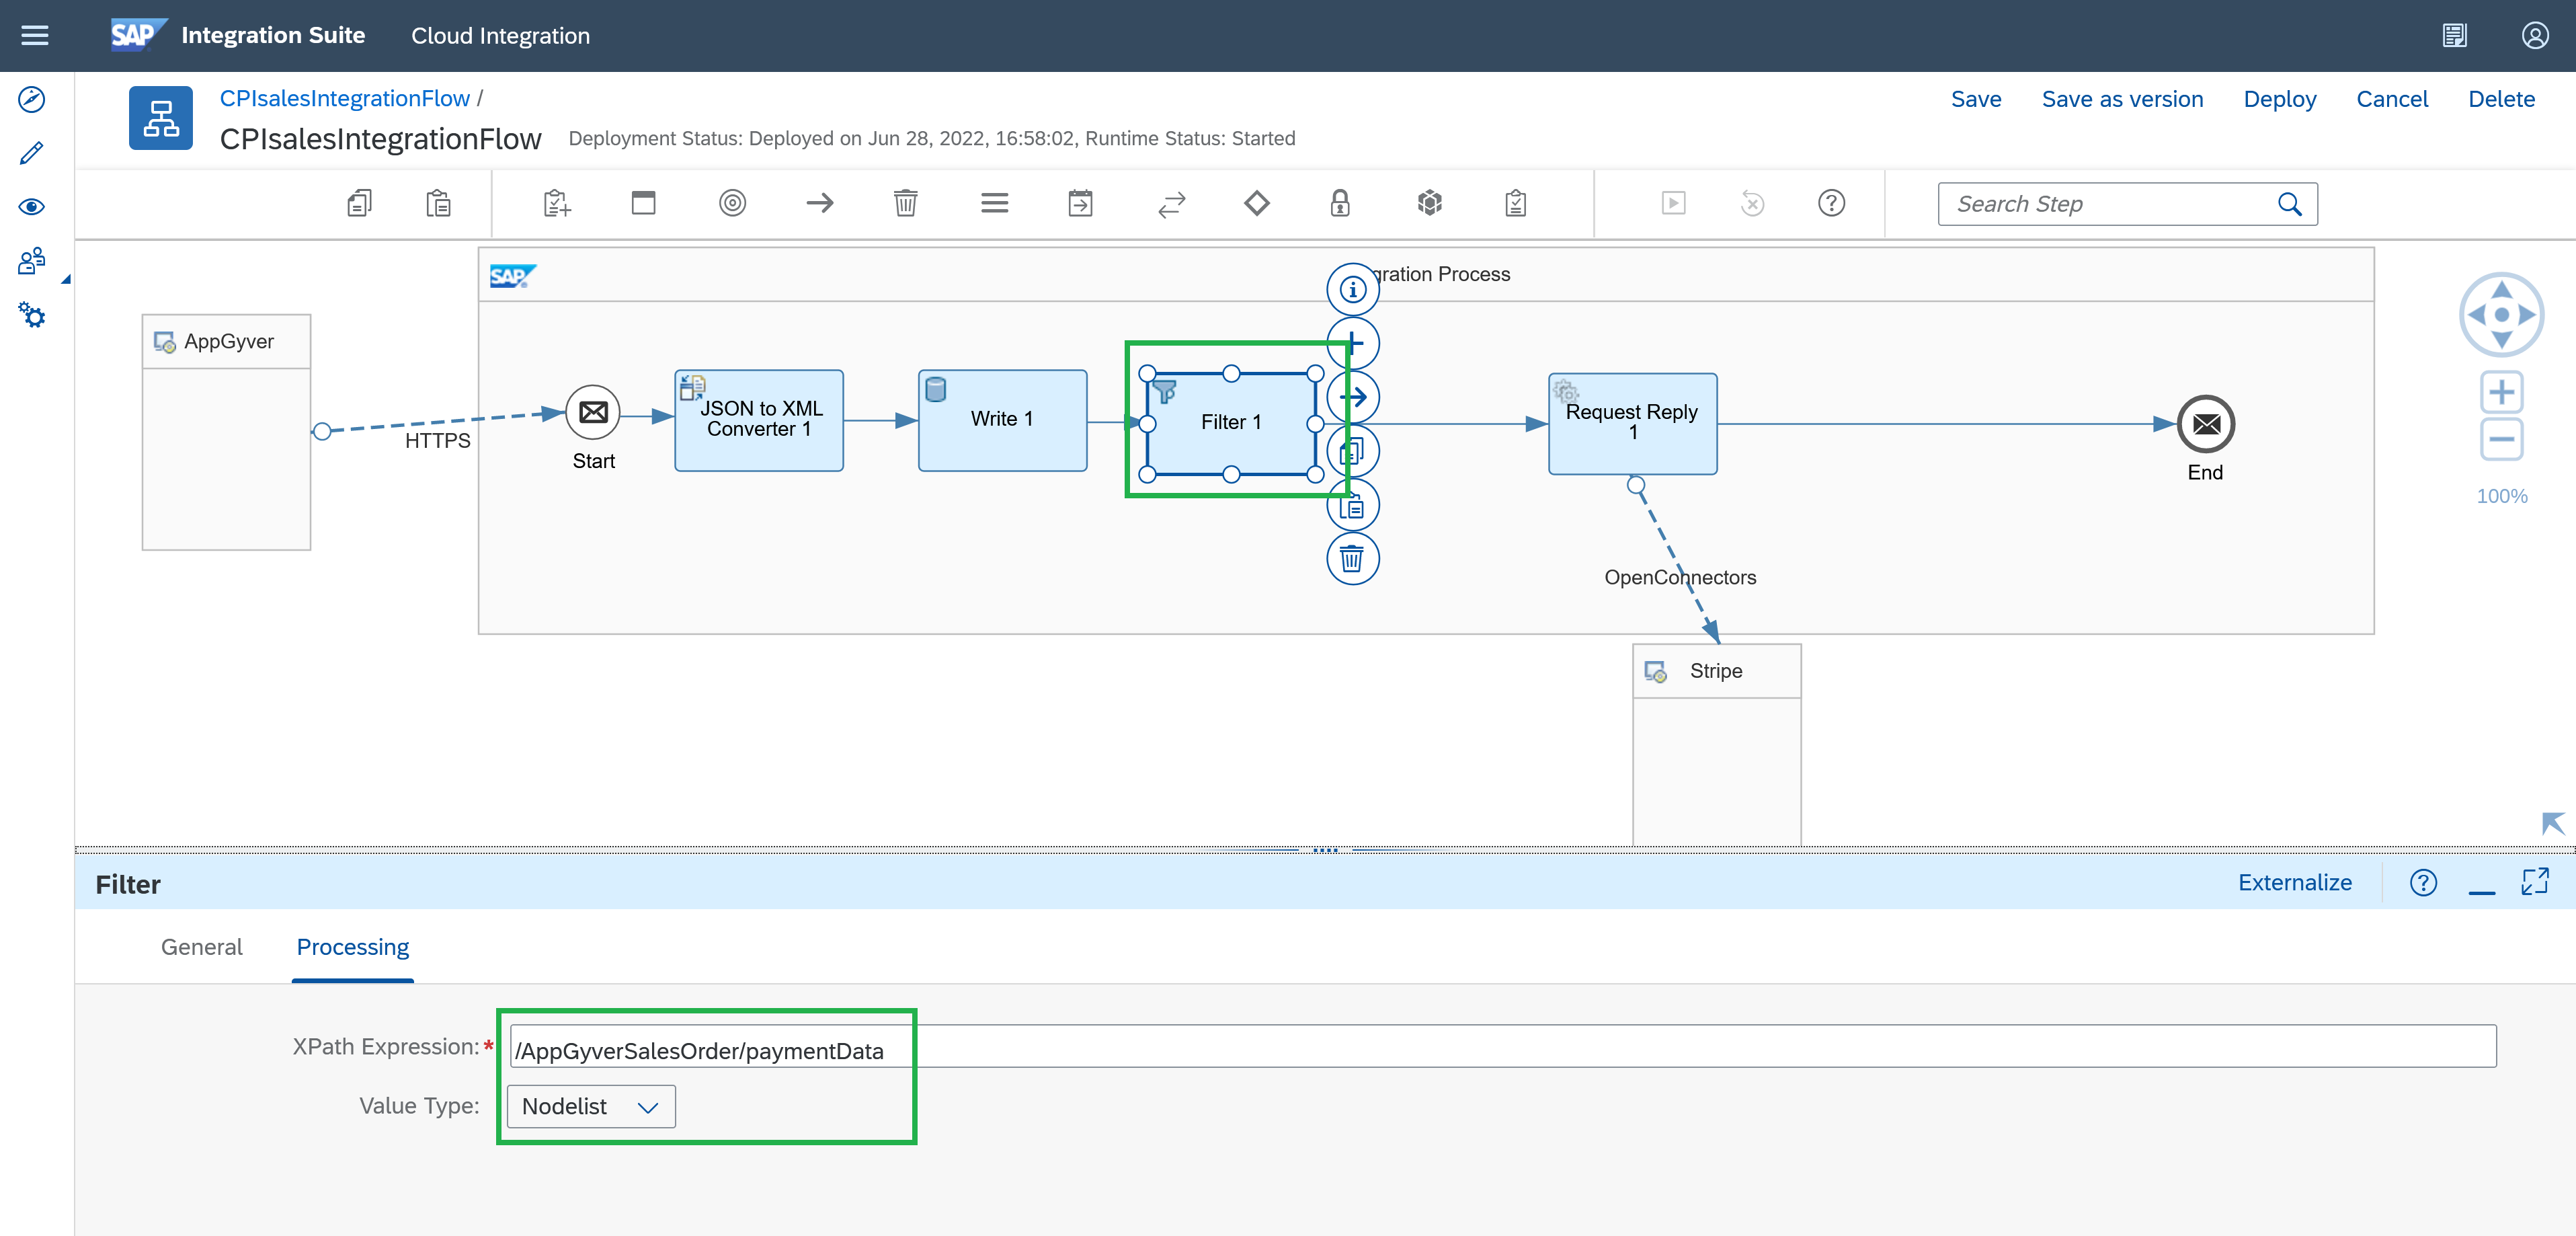 SAP Integration Suite Cloud Integration
CPIsalesIntegrationFlow /
CPIsalesIntegrationFlow Deployment Status: Deployed on Jun 28, 2022, 16:58:02, Runtime Status: Started
Save Save as version Deploy Cancel Delete
Search Step
SAP
gration Process
AppGyver
HTTPS
Start
JSON to XML
Converter 1
Write 1
Filter 1
Request Reply
1
End
OpenConnectors
Stripe
100%
Filter
Externalize
General Processing
XPath Expression:* /AppGyverSalesOrder/paymentData
Value Type: Nodelist